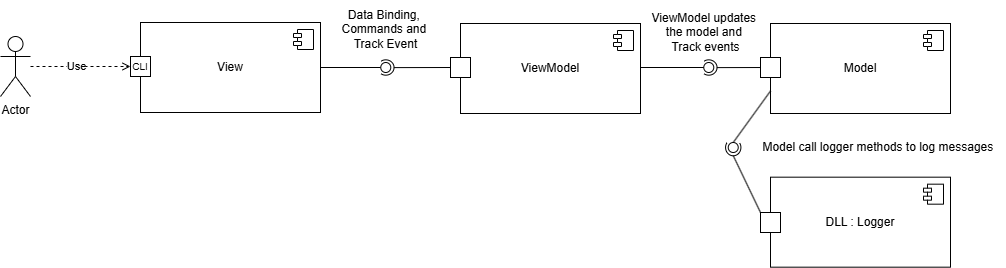 Data Binding,
Commands and
Track Event
ViewModel updates
the model and
Track events
Use
CLI
View
ViewModel
Model
Actor
Model call logger methods to log messages
DLL : Logger